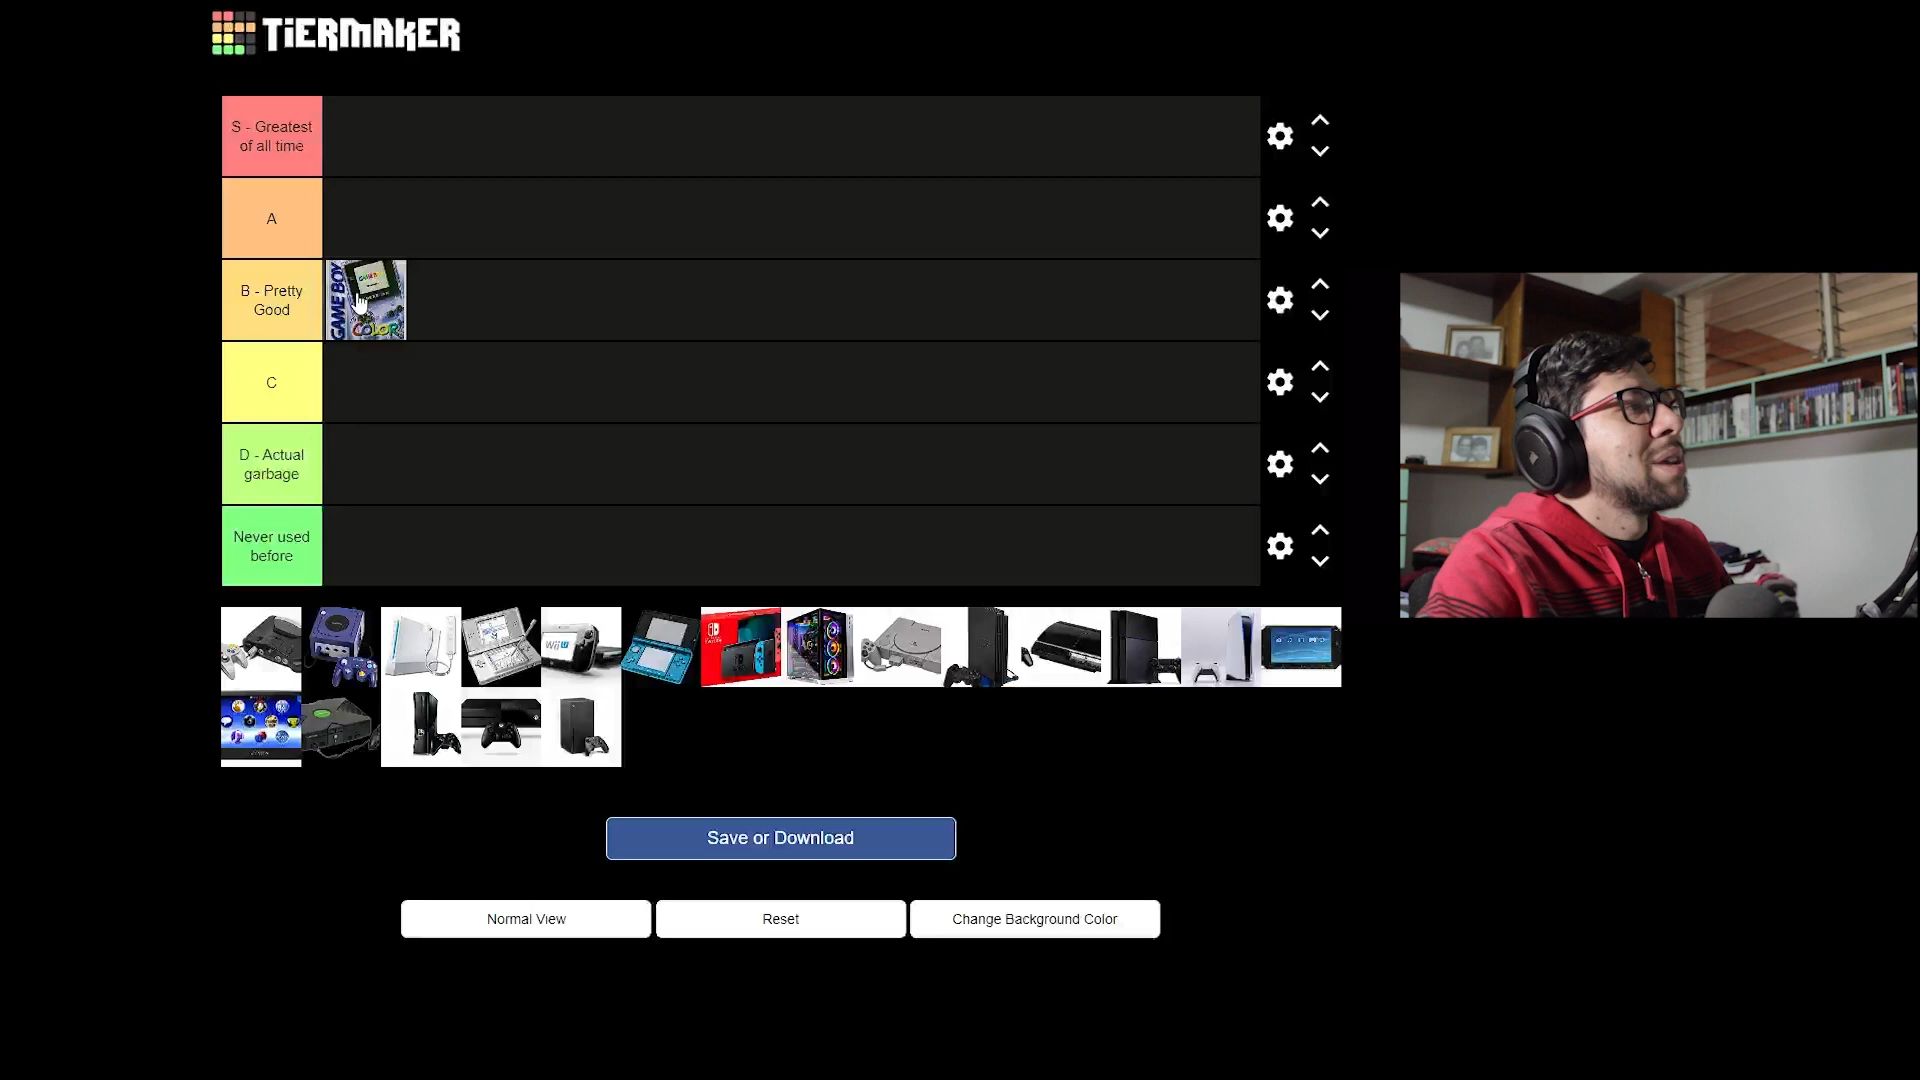 TiERMAKER
S - Greatest
of all time
A
B - Pretty
Good
GAME BOY
COLOR
C
D - Actual
garbage
Never used
before
WiiU
Save or Download
Normal View
Reset
Change Background Color